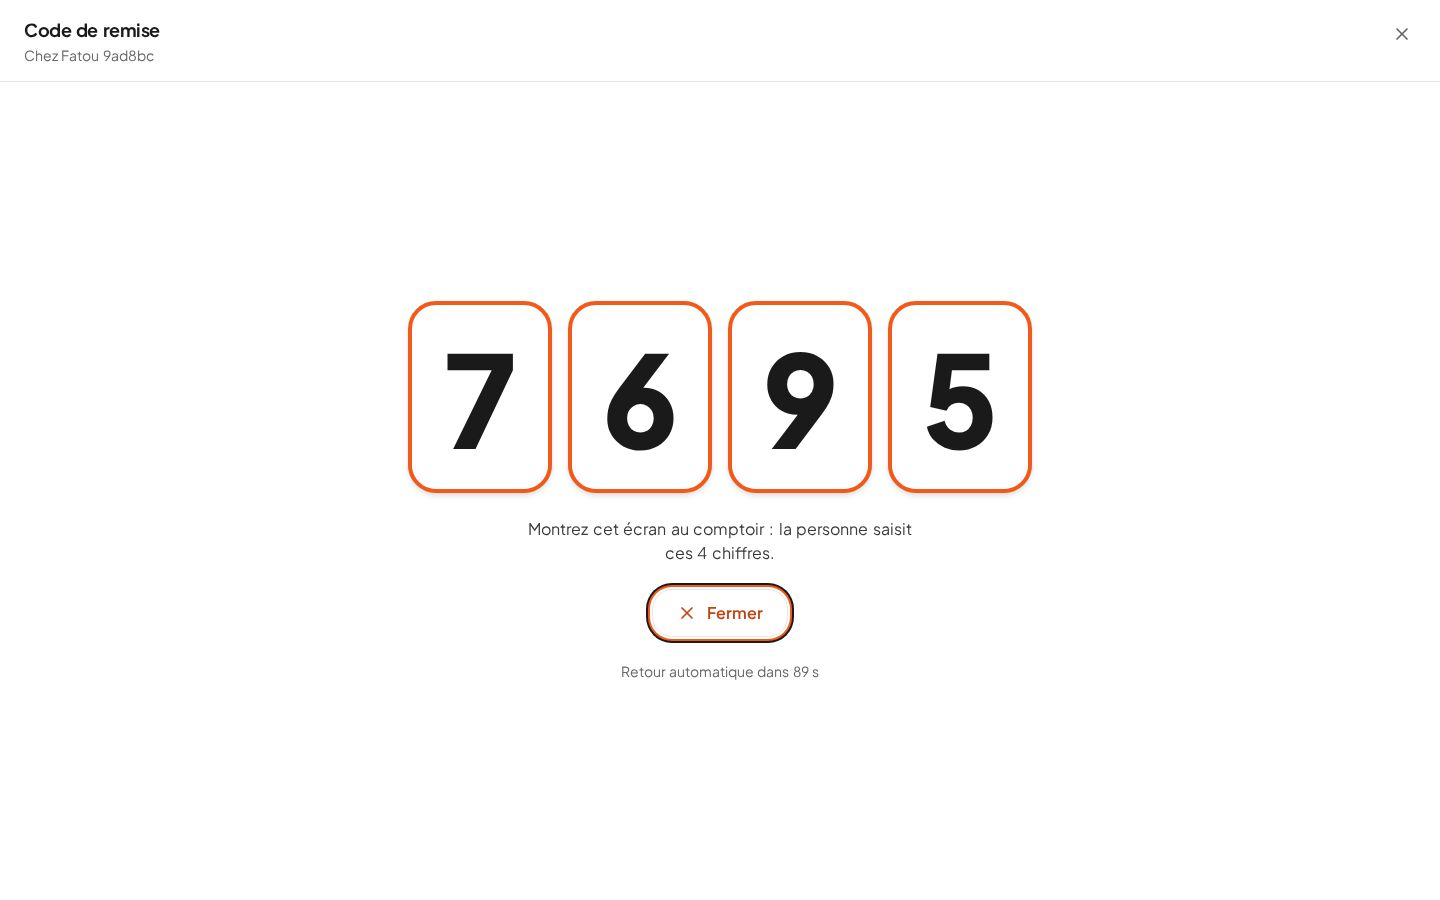 Code de remise
Chez Fatou 9ad8bc
7 6 9 5
Montrez cet écran au comptoir : la personne saisit
ces 4 chiffres.
Fermer
Retour automatique dans 89 s